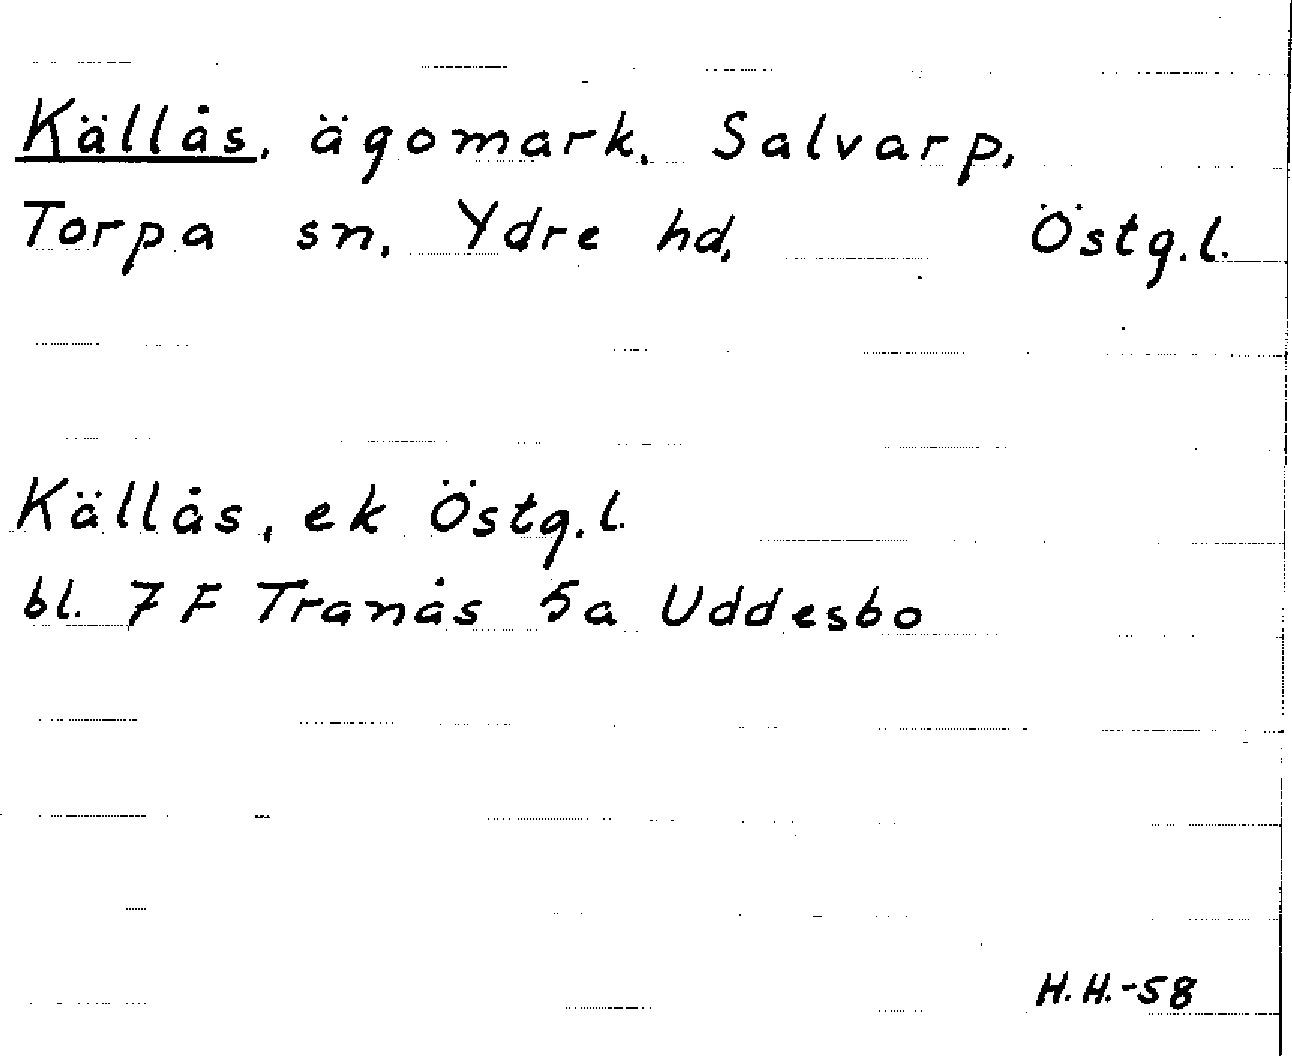 Källås, ägomark, Salvarp,
Torpa sn, Ydre hd, Östg.l.
Källås, ek Östg.l.
bl. 7 F Tranås 5a Uddesbo
H.H.-58